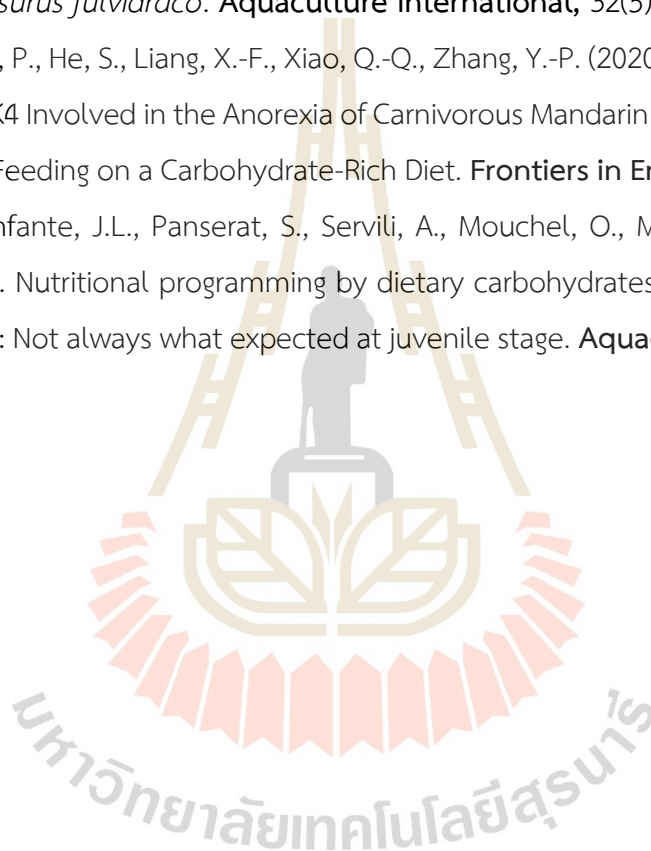 surus fulvidraco. Aquaculture International, 32(5)
, P., He, S., Liang, X.-F., Xiao, Q.-Q., Zhang, Y.-P. (2020
K4 Involved in the Anorexia of Carnivorous Mandarin
Feeding on a Carbohydrate-Rich Diet. Frontiers in En
nfante, J.L., Panserat, S., Servili, A., Mouchel, O., M
. Nutritional programming by dietary carbohydrates
: Not always what expected at juvenile stage. Aquac
มหาวิทยาลัยเทคโนโลยีสุรนารี